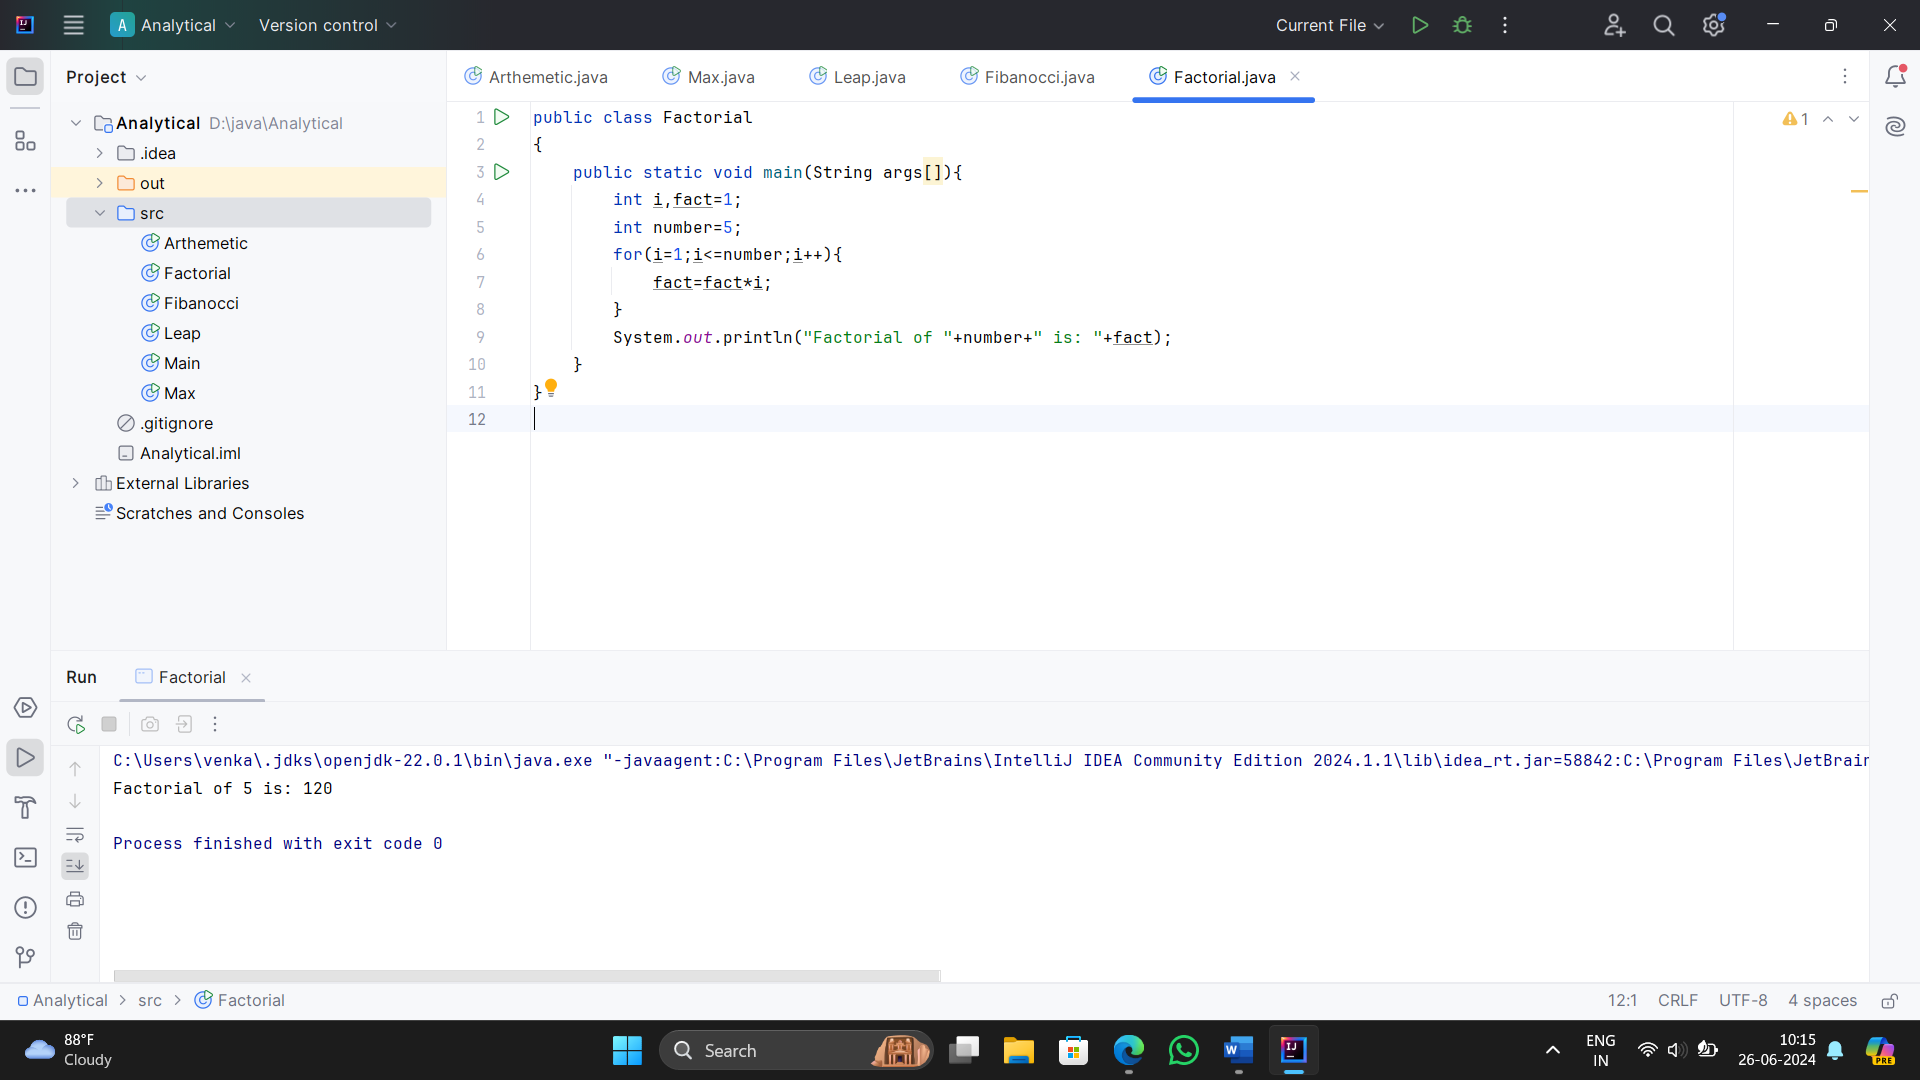 Analytical
Version control
Current File
Project
Arthemetic.java
Max.java
Leap.java
Fibanocci.java
Factorial.java
Analytical D:\java\Analytical
.idea
out
src
Arthemetic
Factorial
Fibanocci
Leap
Main
Max
.gitignore
Analytical.iml
External Libraries
Scratches and Consoles
1 public class Factorial
2 {
3     public static void main(String args[]){
4         int i,fact=1;
5         int number=5;
6         for(i=1;i<=number;i++){
7             fact=fact*i;
8         }
9         System.out.println("Factorial of "+number+" is: "+fact);
10     }
11 }
12
1
Run
Factorial
C:\Users\venka\.jdks\openjdk-22.0.1\bin\java.exe "-javaagent:C:\Program Files\JetBrains\IntelliJ IDEA Community Edition 2024.1.1\lib\idea_rt.jar=58842:C:\Program Files\JetBrain
Factorial of 5 is: 120
Process finished with exit code 0
Analytical > src > Factorial
12:1 CRLF UTF-8 4 spaces
88°F
Cloudy
Search
ENG
IN
10:15
26-06-2024
PRE